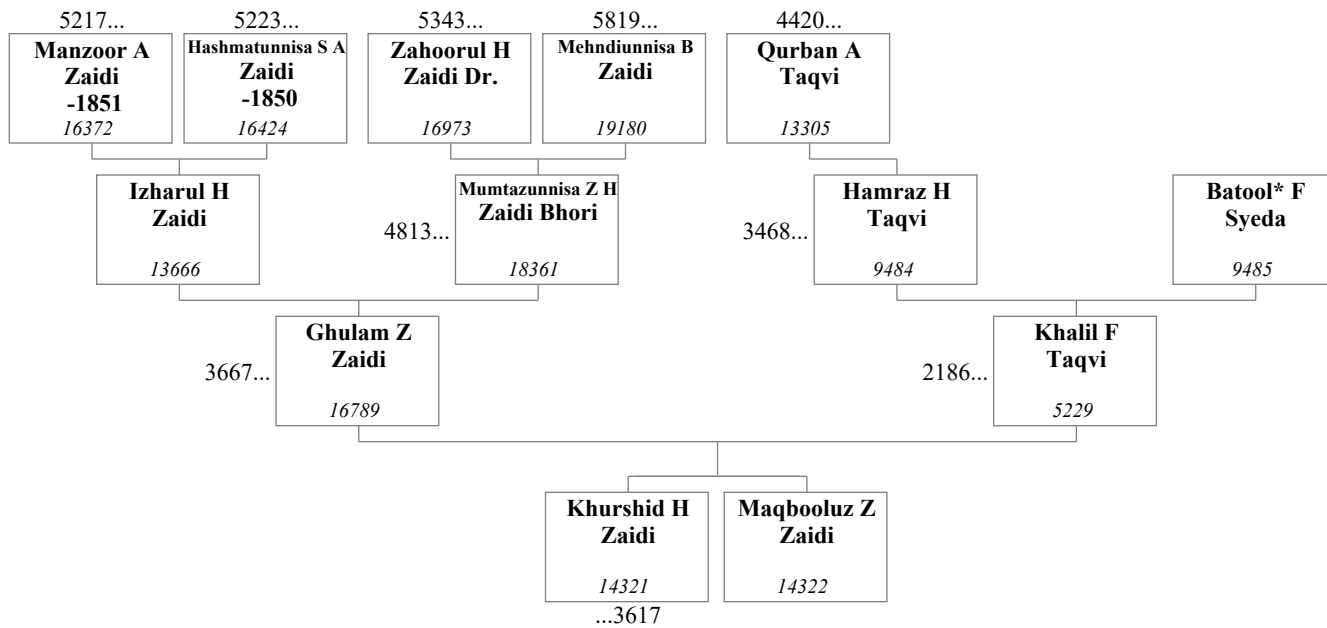 5217...
5223...
5343...
5819...
4420...
Manzoor A
Zaidi
-1851
16372
Hashmatunnisa S A
Zaidi
-1850
16424
Zahoorul H
Zaidi Dr.
16973
Mehndiunnisa B
Zaidi
19180
Qurban A
Taqvi
13305
Izharul H
Zaidi
13666
4813...
Mumtazunnisa Z H
Zaidi Bhori
18361
3468...
Hamraz H
Taqvi
9484
Batool* F
Syeda
9485
3667...
Ghulam Z
Zaidi
16789
2186...
Khalil F
Taqvi
5229
Khurshid H
Zaidi
14321
...3617
Maqbooluz Z
Zaidi
14322